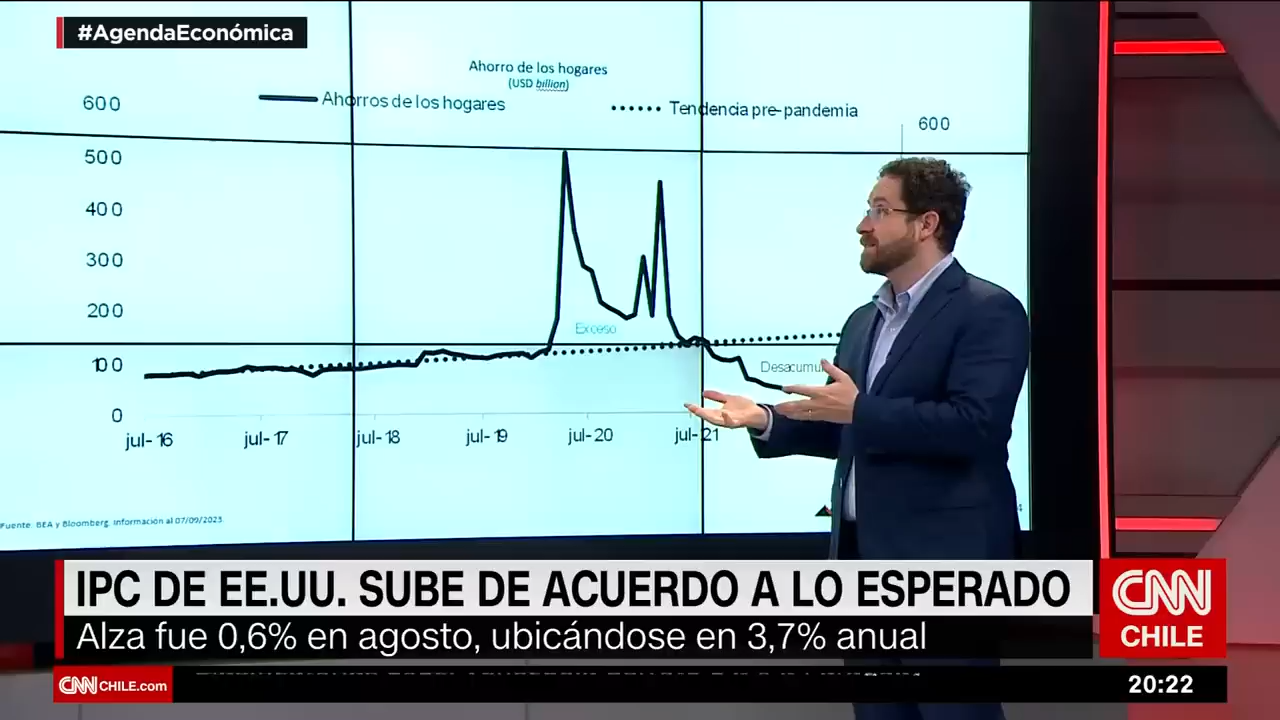 #AgendaEconómica
Ahorro de los hogares
(USD billion)
Ahorros de los hogares
Tendencia pre-pandemia
600
600
500
400
300
200
100
0
Exceso
Desacumu
jul-16
jul-17
jul-18
jul-19
jul-20
jul-21
Fuente: BEA y Bloomberg. Información al 07/09/2023
IPC DE EE.UU. SUBE DE ACUERDO A LO ESPERADO
Alza fue 0,6% en agosto, ubicándose en 3,7% anual
CNN
CHILE
CNNCHILE.com
20:22